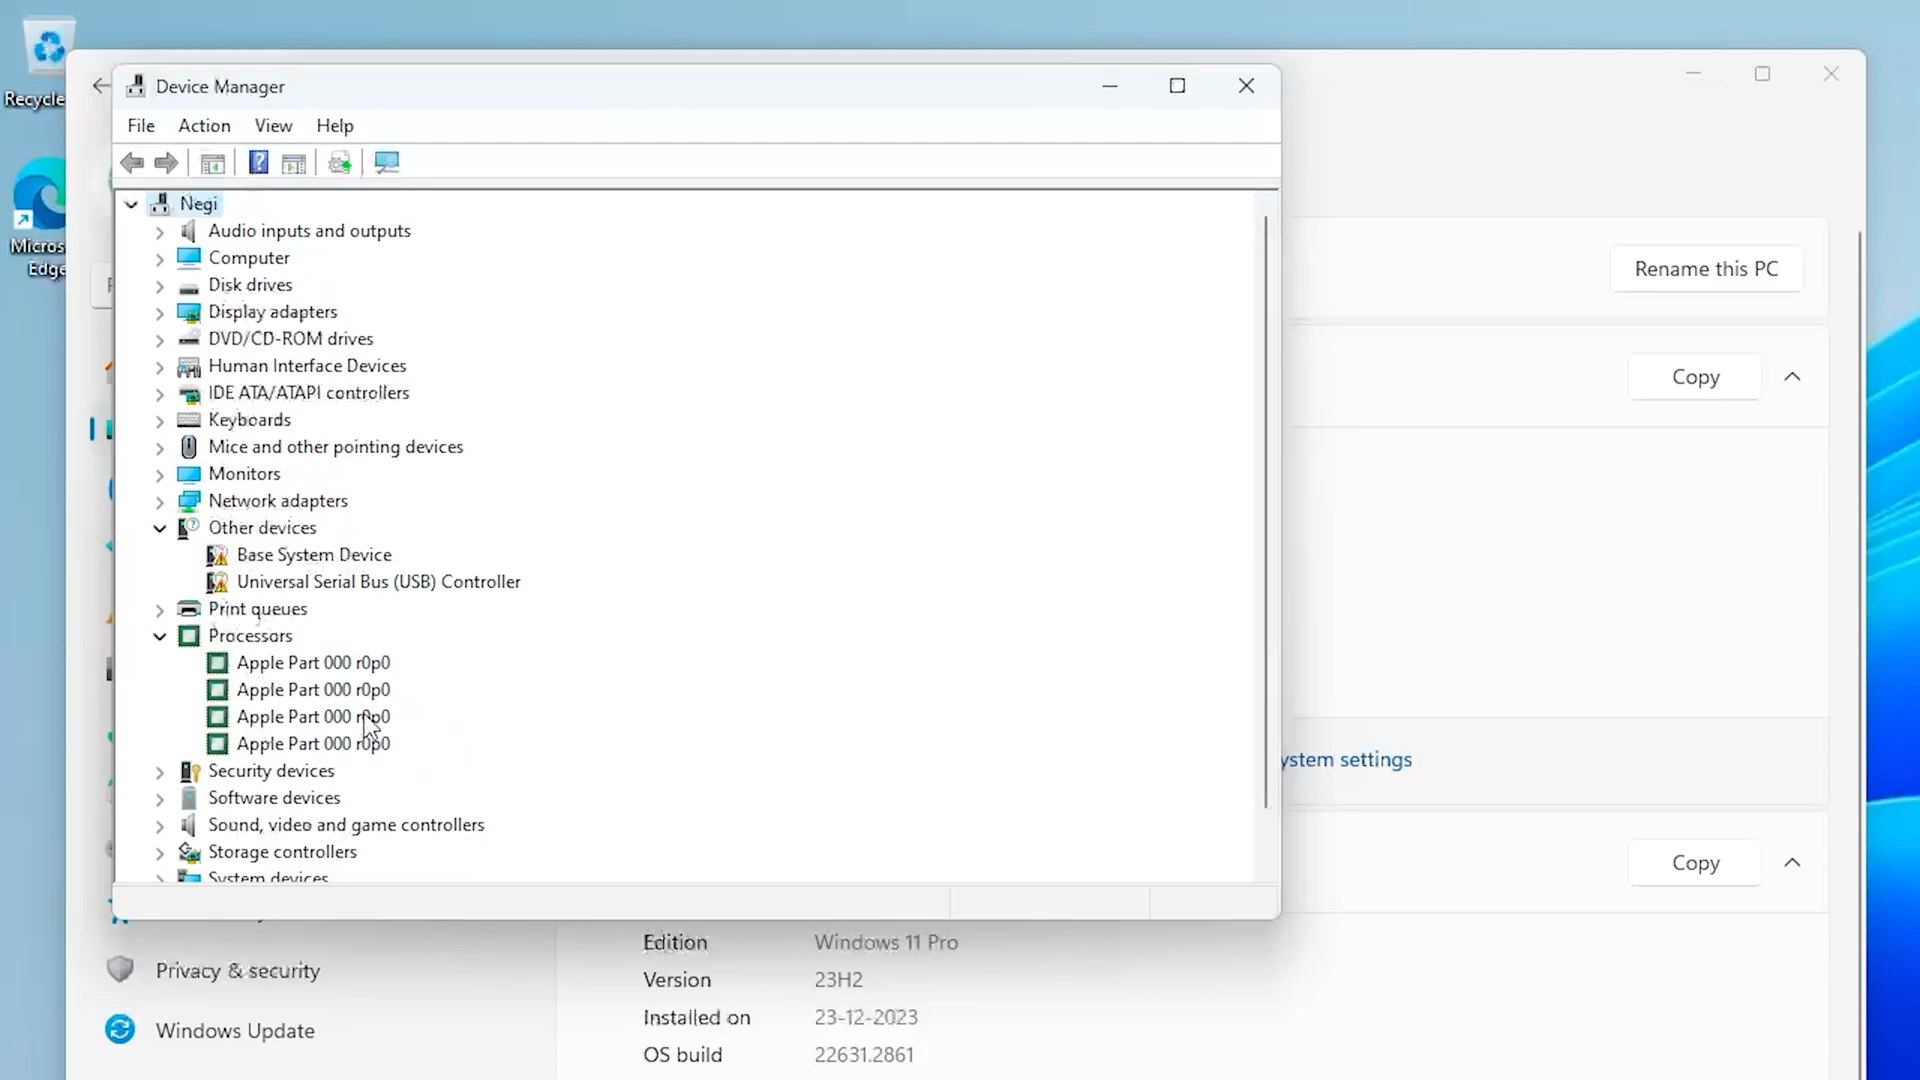 Recycle
Micros
Edge
Device Manager
File Action View Help
Negi
Audio inputs and outputs
Computer
Disk drives
Display adapters
DVD/CD-ROM drives
Human Interface Devices
IDE ATA/ATAPI controllers
Keyboards
Mice and other pointing devices
Monitors
Network adapters
Other devices
Base System Device
Universal Serial Bus (USB) Controller
Print queues
Processors
Apple Part 000 r0p0
Apple Part 000 r0p0
Apple Part 000 r0p0
Apple Part 000 r0p0
Security devices
Software devices
Sound, video and game controllers
Storage controllers
System devices
Rename this PC
Copy
ystem settings
Copy
Edition Windows 11 Pro
Version 23H2
Installed on 23-12-2023
OS build 22631.2861
Privacy & security
Windows Update